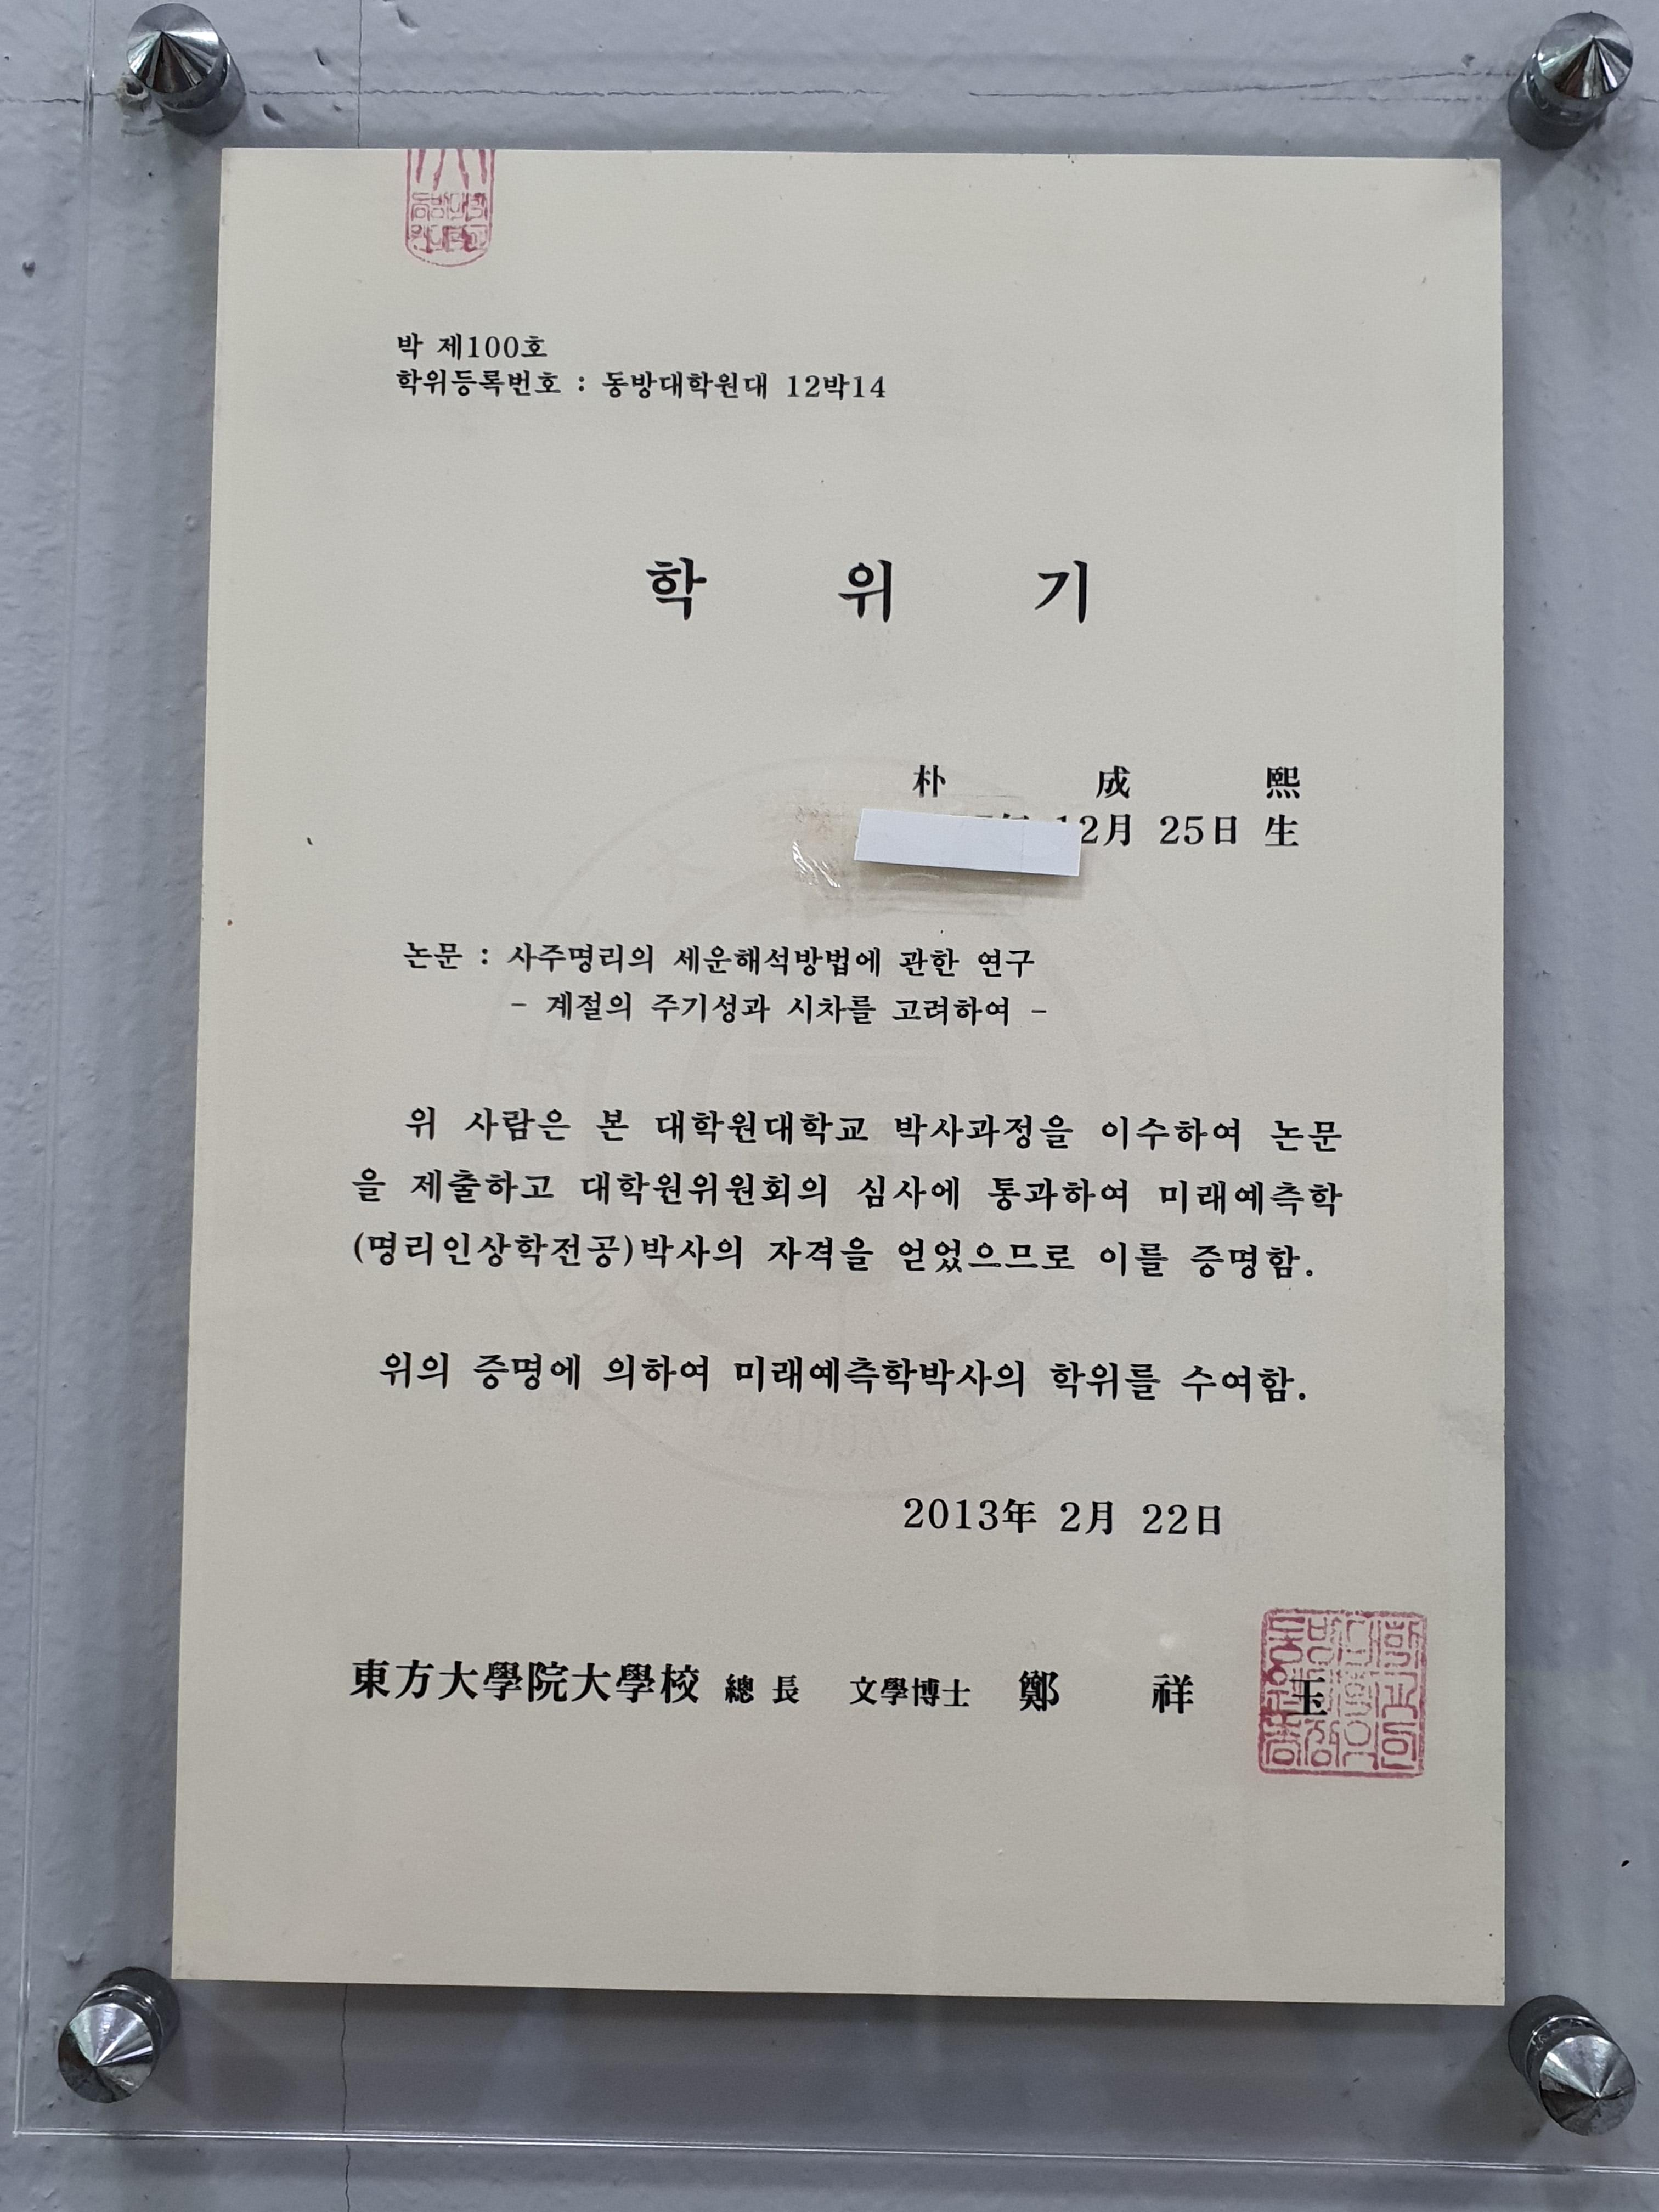 박 제100호
학위등록번호 : 동방대학원대 12박14
학 위 기
朴 成 熙
年 12月 25日 生
논문 : 사주명리의 세운해석방법에 관한 연구
- 계절의 주기성과 시차를 고려하여 -
위 사람은 본 대학원대학교 박사과정을 이수하여 논문
을 제출하고 대학원위원회의 심사에 통과하여 미래예측학
(명리인상학전공)박사의 자격을 얻었으므로 이를 증명함.
위의 증명에 의하여 미래예측학박사의 학위를 수여함.
2013年 2月 22日
東方大學院大學校 總 長 文學博士 鄭 祥 玉